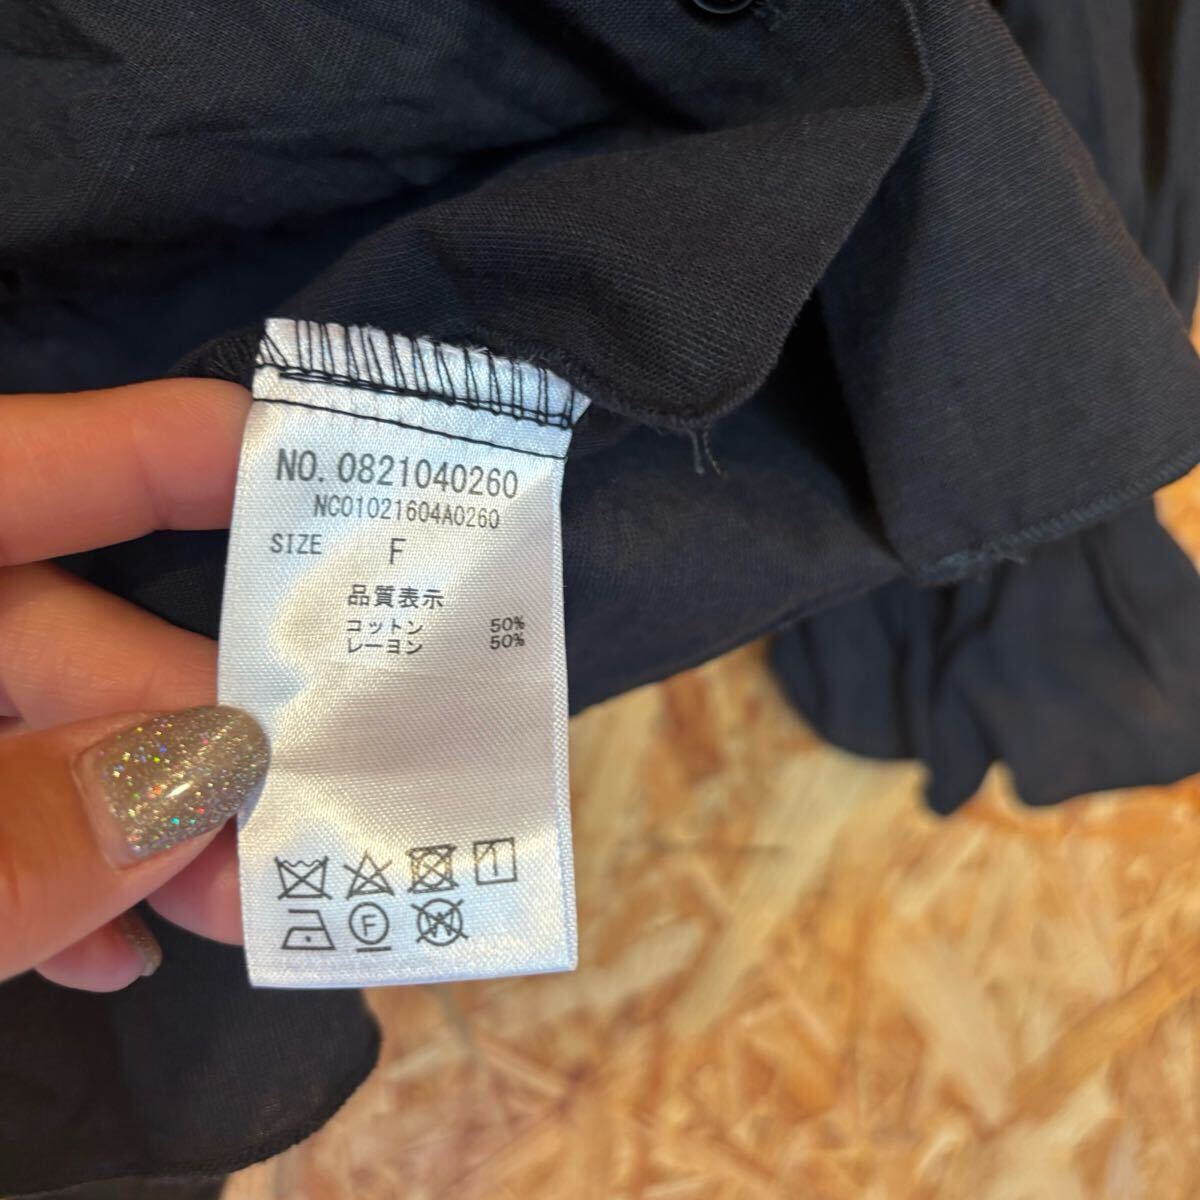 NO. 0821040260
NC01021604A0260
SIZE F
品質表示
コットン 50%
レーヨン 50%
F W